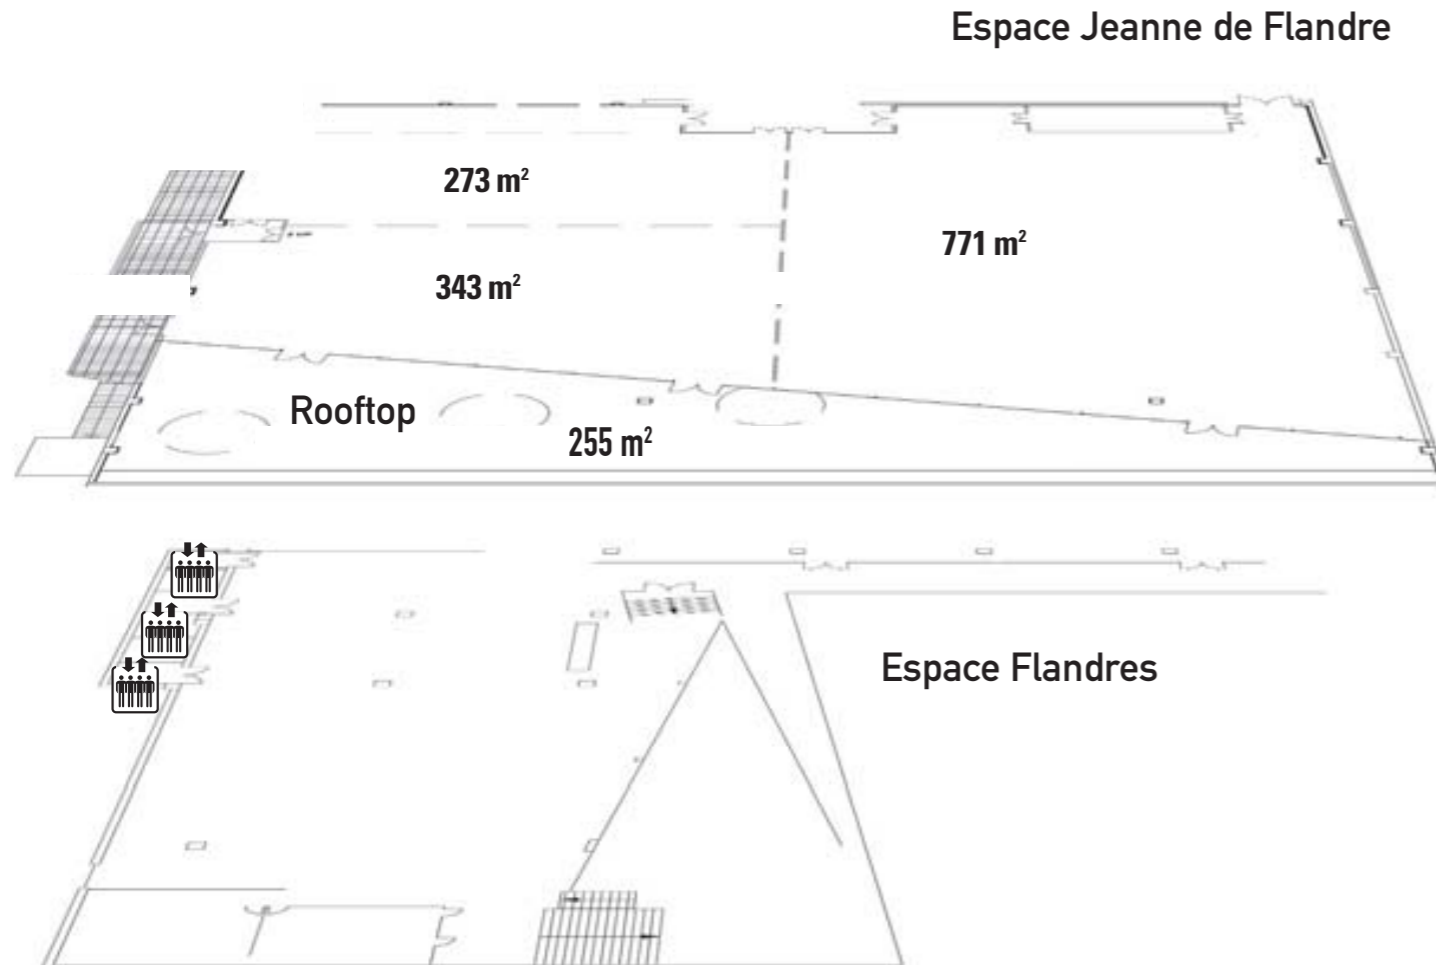 Espace Jeanne de Flandre
273 m²
771 m²
343 m²
Rooftop
255 m²
Espace Flandres